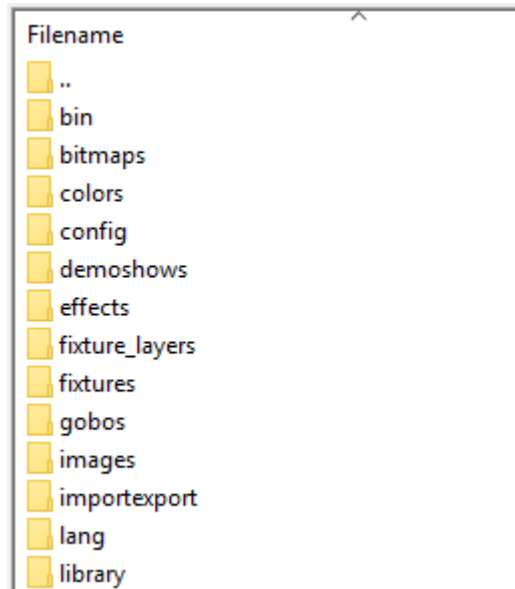 Filename
..
bin
bitmaps
colors
config
demoshows
effects
fixture_layers
fixtures
gobos
images
importexport
lang
library